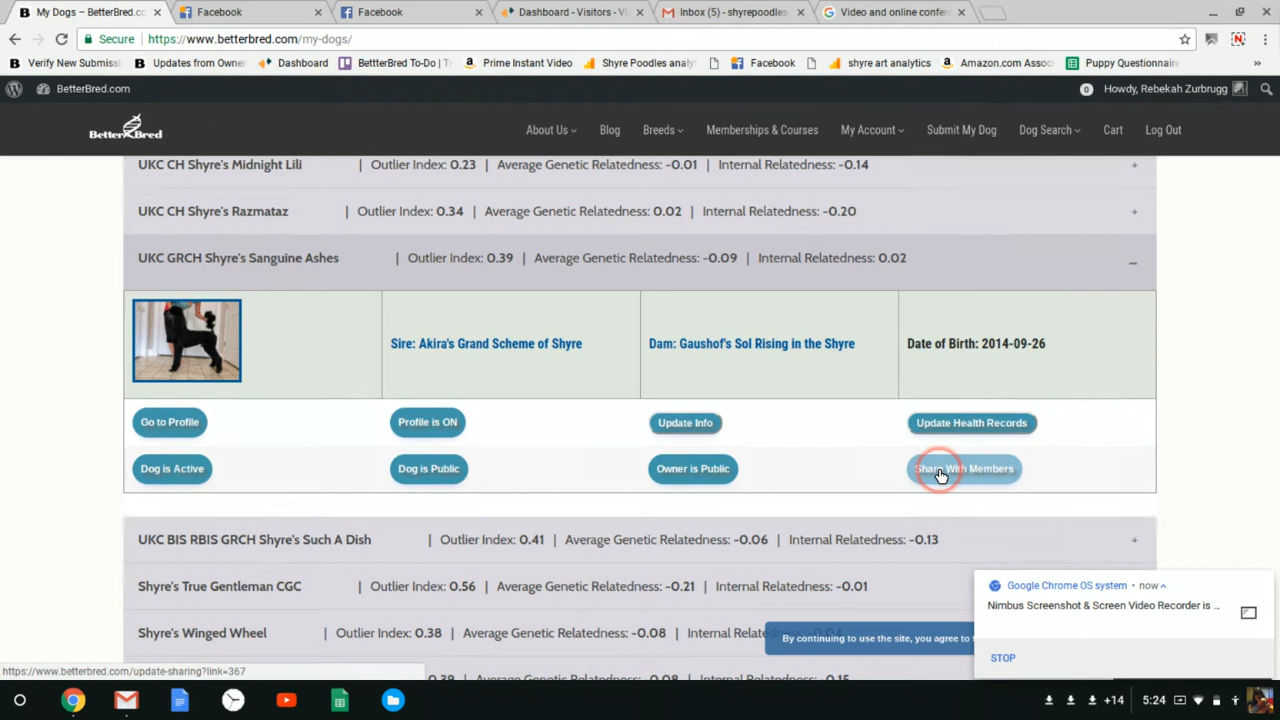 My Dogs – BetterBred.co
Facebook
Facebook
Dashboard - Visitors - Vi
Inbox (5) - shyrepoodles
Video and online confer
Secure
https://www.betterbred.com/my-dogs/
Verify New Submissi
Updates from Owner
Dashboard
BettterBred To-Do | Tr
Prime Instant Video
Shyre Poodles analy
Facebook
shyre art analytics
Amazon.com Assoc
Puppy Questionnaire
»
BetterBred.com
0
Howdy, Rebekah Zurbrugg
BetterBred
About Us
Blog
Breeds
Memberships & Courses
My Account
Submit My Dog
Dog Search
Cart
Log Out
UKC CH Shyre's Midnight Lili | Outlier Index: 0.23 | Average Genetic Relatedness: -0.01 | Internal Relatedness: -0.14 +
UKC CH Shyre's Razmataz | Outlier Index: 0.34 | Average Genetic Relatedness: 0.02 | Internal Relatedness: -0.20 +
UKC GRCH Shyre's Sanguine Ashes | Outlier Index: 0.39 | Average Genetic Relatedness: -0.09 | Internal Relatedness: 0.02 –
Sire: Akira's Grand Scheme of Shyre
Dam: Gaushof's Sol Rising in the Shyre
Date of Birth: 2014-09-26
Go to Profile
Profile is ON
Update Info
Update Health Records
Dog is Active
Dog is Public
Owner is Public
Share With Members
UKC BIS RBIS GRCH Shyre's Such A Dish | Outlier Index: 0.41 | Average Genetic Relatedness: -0.06 | Internal Relatedness: -0.13 +
Shyre's True Gentleman CGC | Outlier Index: 0.56 | Average Genetic Relatedness: -0.21 | Internal Relatedness: -0.01
Shyre's Winged Wheel | Outlier Index: 0.38 | Average Genetic Relatedness: -0.08 | Internal
By continuing to use the site, you agree to
Google Chrome OS system • now
Nimbus Screenshot & Screen Video Recorder is ...
STOP
https://www.betterbred.com/update-sharing?link=367
+14
5:24